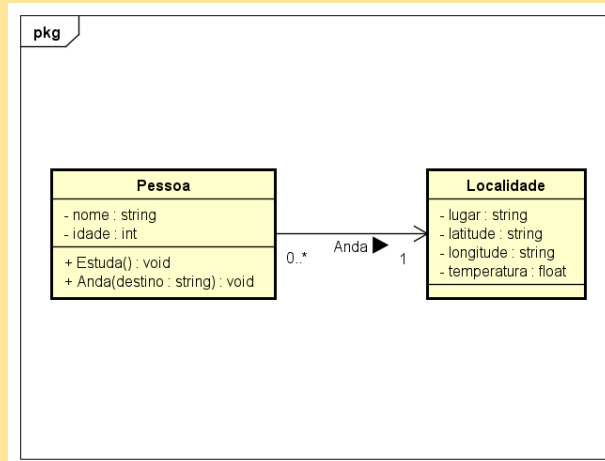 pkg
Pessoa
- nome : string
- idade : int
+ Estuda() : void
+ Anda(destino : string) : void
0..*
Anda
1
Localidade
- lugar : string
- latitude : string
- longitude : string
- temperatura : float